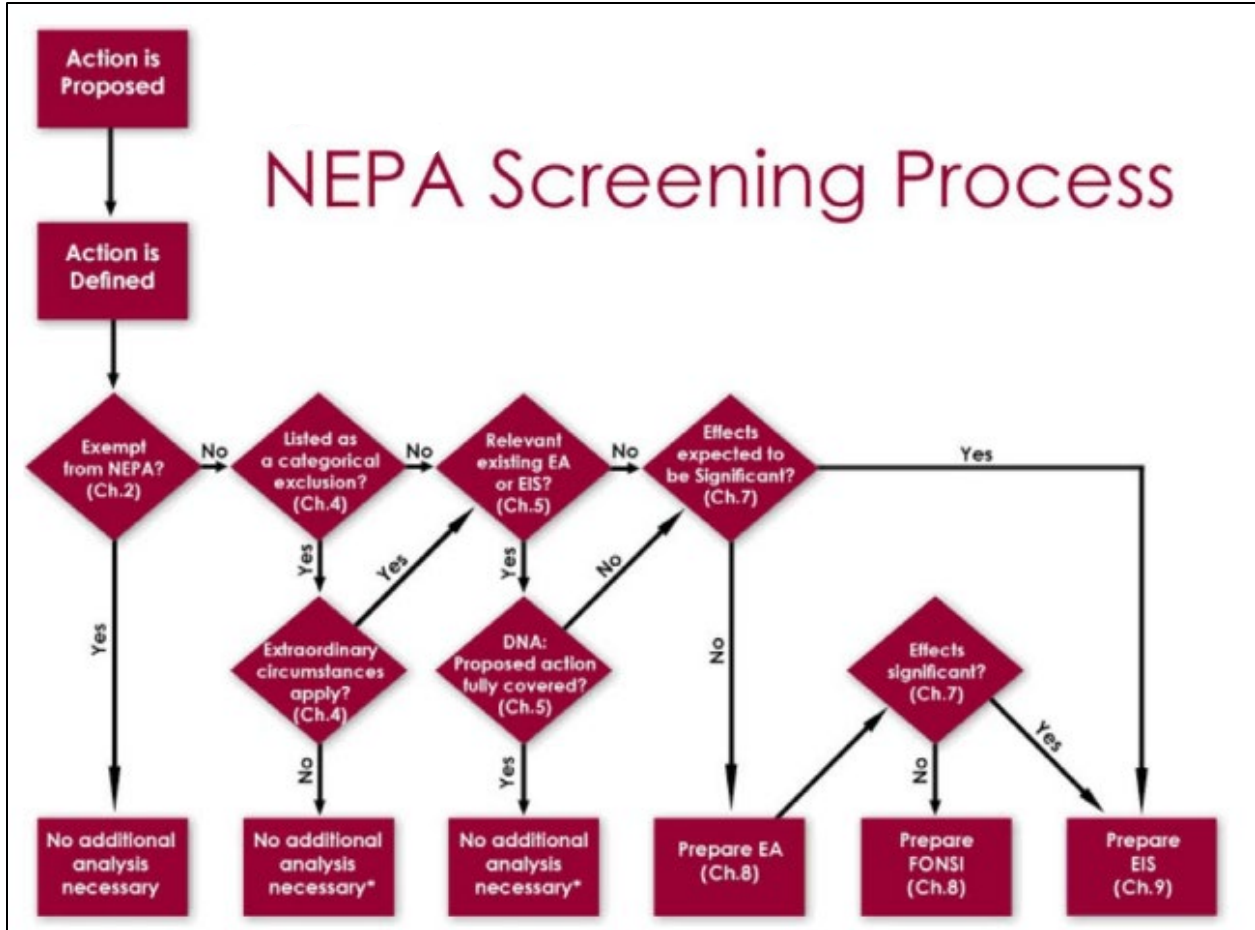 Action is
Proposed
NEPA Screening Process
Action is
Defined
Exempt
from NEPA?
(Ch.2)
No
Listed as
a categorical
exclusion?
(Ch.4)
No
Relevant
existing EA
or EIS?
(Ch.5)
No
Effects
expected to
be Significant?
(Ch.7)
Yes
Yes
Yes
Yes
Yes
No
No
Extraordinary
circumstances
apply?
(Ch.4)
DNA:
Proposed action
fully covered?
(Ch.5)
Effects
significant?
(Ch.7)
No
Yes
No
Yes
No additional
analysis
necessary
No additional
analysis
necessary*
No additional
analysis
necessary*
Prepare EA
(Ch.8)
Prepare
FONSI
(Ch.8)
Prepare
EIS
(Ch.9)